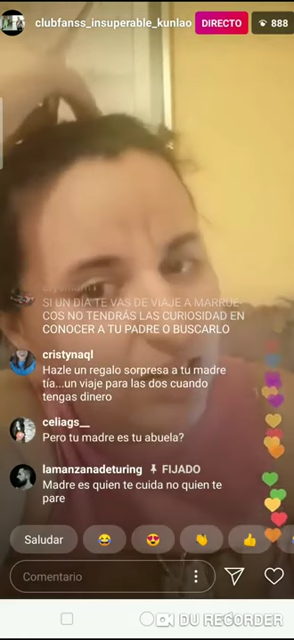 clubfanss_insuperable_kunlao
DIRECTO
888
SI UN DÍA TE VAS DE VIAJE A MARRUE
COS NO TENDRÁS LAS CURIOSIDAD EN
CONOCER A TU PADRE O BUSCARLO
cristynaql
Hazle un regalo sorpresa a tu madre
tía...un viaje para las dos cuando
tengas dinero
celiags__
Pero tu madre es tu abuela?
lamanzanadeturing FIJADO
Madre es quien te cuida no quien te
pare
Saludar
Comentario
DU RECORDER